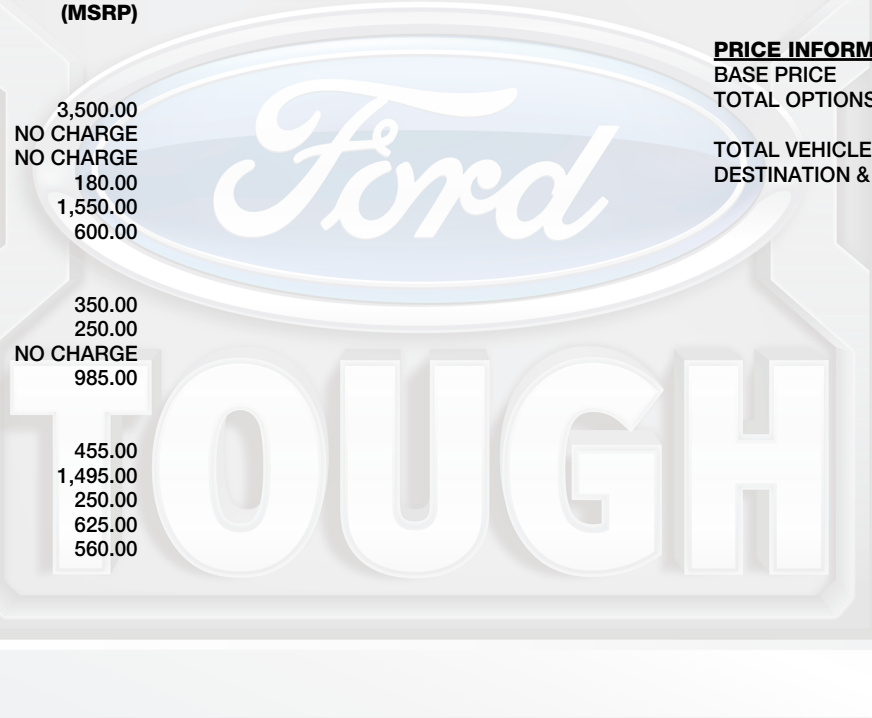 (MSRP)
3,500.00
NO CHARGE
NO CHARGE
180.00
1,550.00
600.00
350.00
250.00
NO CHARGE
985.00
455.00
1,495.00
250.00
625.00
560.00
PRICE INFORM
BASE PRICE
TOTAL OPTIONS
TOTAL VEHICLE
DESTINATION &
Ford
TOUGH